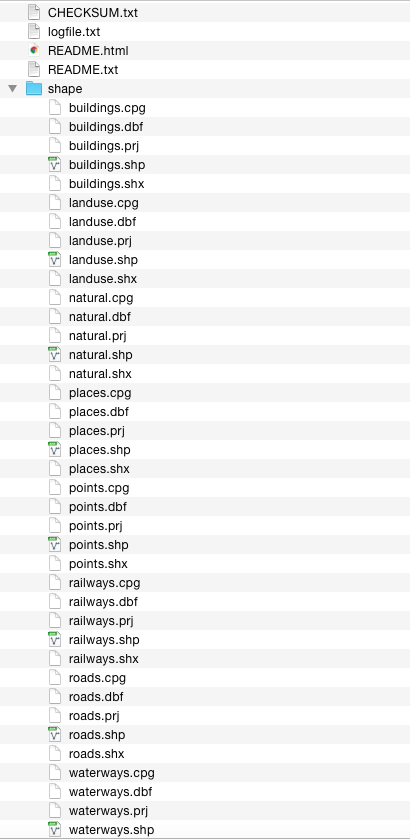 CHECKSUM.txt
logfile.txt
README.html
README.txt
shape
buildings.cpg
buildings.dbf
buildings.prj
buildings.shp
buildings.shx
landuse.cpg
landuse.dbf
landuse.prj
landuse.shp
landuse.shx
natural.cpg
natural.dbf
natural.prj
natural.shp
natural.shx
places.cpg
places.dbf
places.prj
places.shp
places.shx
points.cpg
points.dbf
points.prj
points.shp
points.shx
railways.cpg
railways.dbf
railways.prj
railways.shp
railways.shx
roads.cpg
roads.dbf
roads.prj
roads.shp
roads.shx
waterways.cpg
waterways.dbf
waterways.prj
waterways.shp